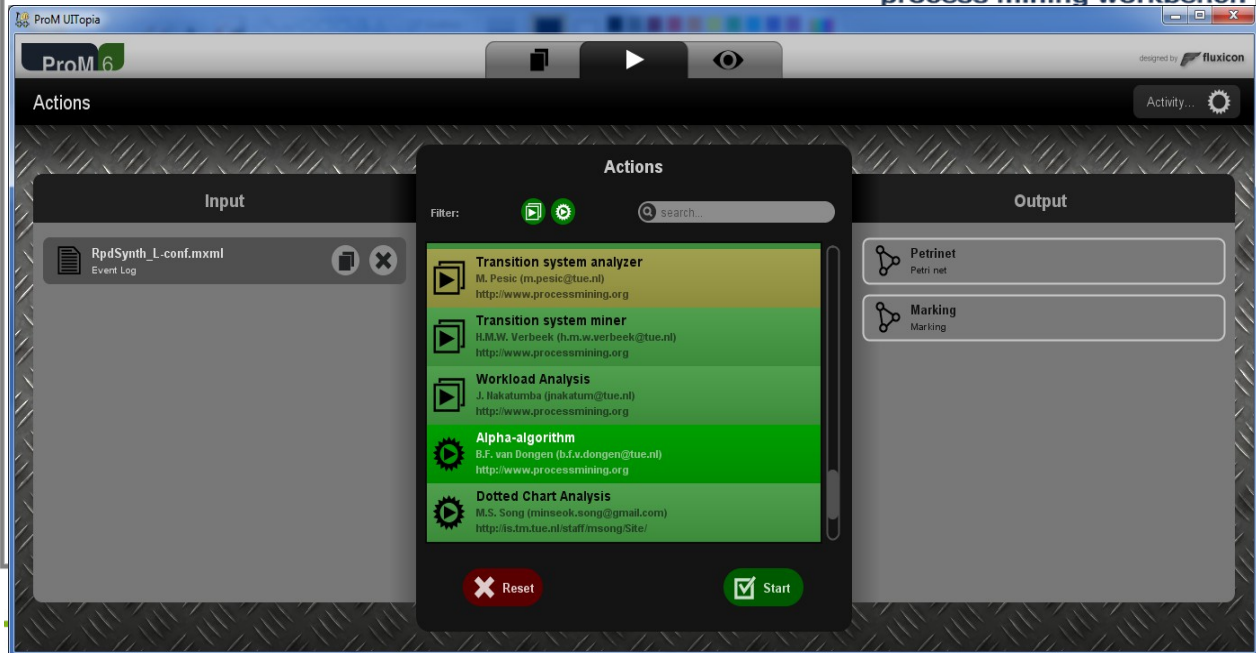 process mining workbench
ProM UITopia
ProM 6
designed by fluxicon
Actions
Activity...
Input
RpdSynth_L-conf.mxml
Event Log
Actions
Filter:
search...
Transition system analyzer
M. Pesic (m.pesic@tue.nl)
http://www.processmining.org
Transition system miner
H.M.W. Verbeek (h.m.w.verbeek@tue.nl)
http://www.processmining.org
Workload Analysis
J. Nakatumba (jnakatum@tue.nl)
http://www.processmining.org
Alpha-algorithm
B.F. van Dongen (b.f.v.dongen@tue.nl)
http://www.processmining.org
Dotted Chart Analysis
M.S. Song (minseok.song@gmail.com)
http://is.tm.tue.nl/staff/msong/Site/
Reset
Start
Output
Petrinet
Petri net
Marking
Marking